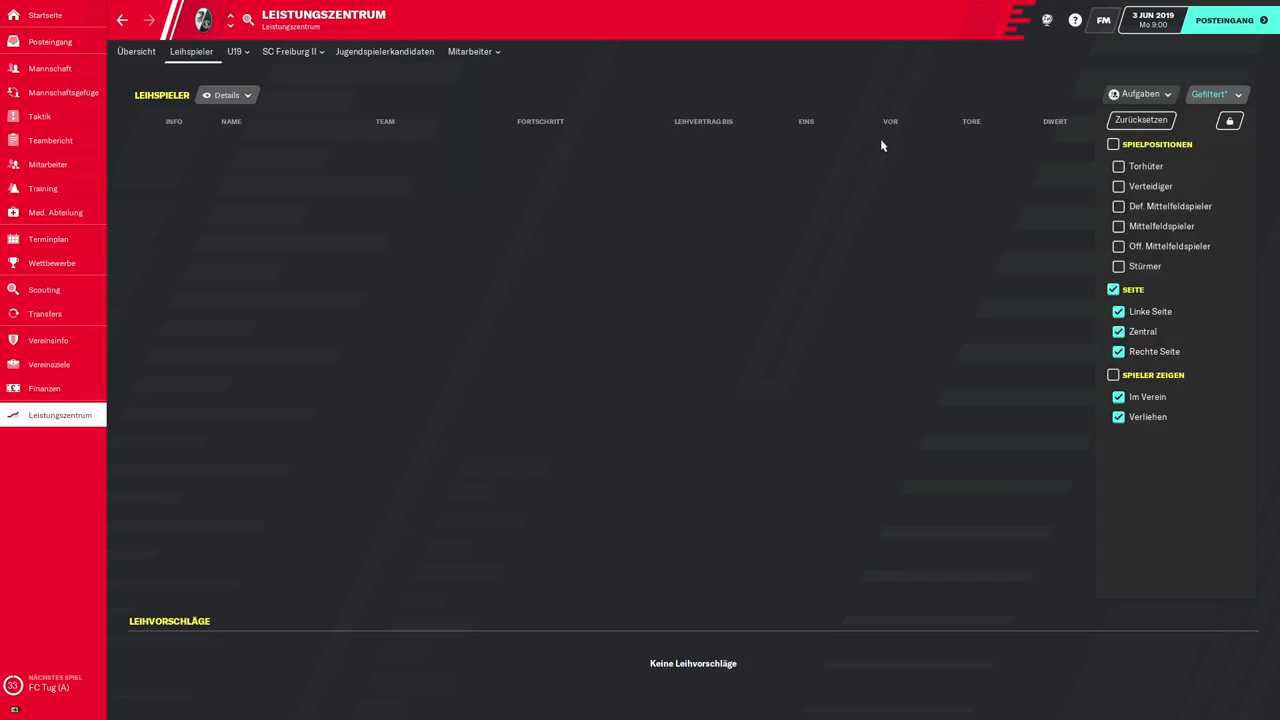 Startseite
Posteingang
Mannschaft
Mannschaftsgefüge
Taktik
Teambericht
Mitarbeiter
Training
Med. Abteilung
Terminplan
Wettbewerbe
Scouting
Transfers
Vereinsinfo
Vereinsziele
Finanzen
Leistungszentrum
33
NÄCHSTES SPIEL
FC Tug (A)
LEISTUNGSZENTRUM
Leistungszentrum
?
FM
3 JUN 2019
Mo 9:00
POSTEINGANG
Übersicht Leihspieler U19 SC Freiburg II Jugendspielerkandidaten Mitarbeiter
LEIHSPIELER Details
Aufgaben Gefiltert*
INFO NAME TEAM FORTSCHRITT LEIHVERTRAG BIS EINS VOR TORE DWERT
Zurücksetzen
SPIELPOSITIONEN
Torhüter
Verteidiger
Def. Mittelfeldspieler
Mittelfeldspieler
Off. Mittelfeldspieler
Stürmer
SEITE
Linke Seite
Zentral
Rechte Seite
SPIELER ZEIGEN
Im Verein
Verliehen
LEIHVORSCHLÄGE
Keine Leihvorschläge